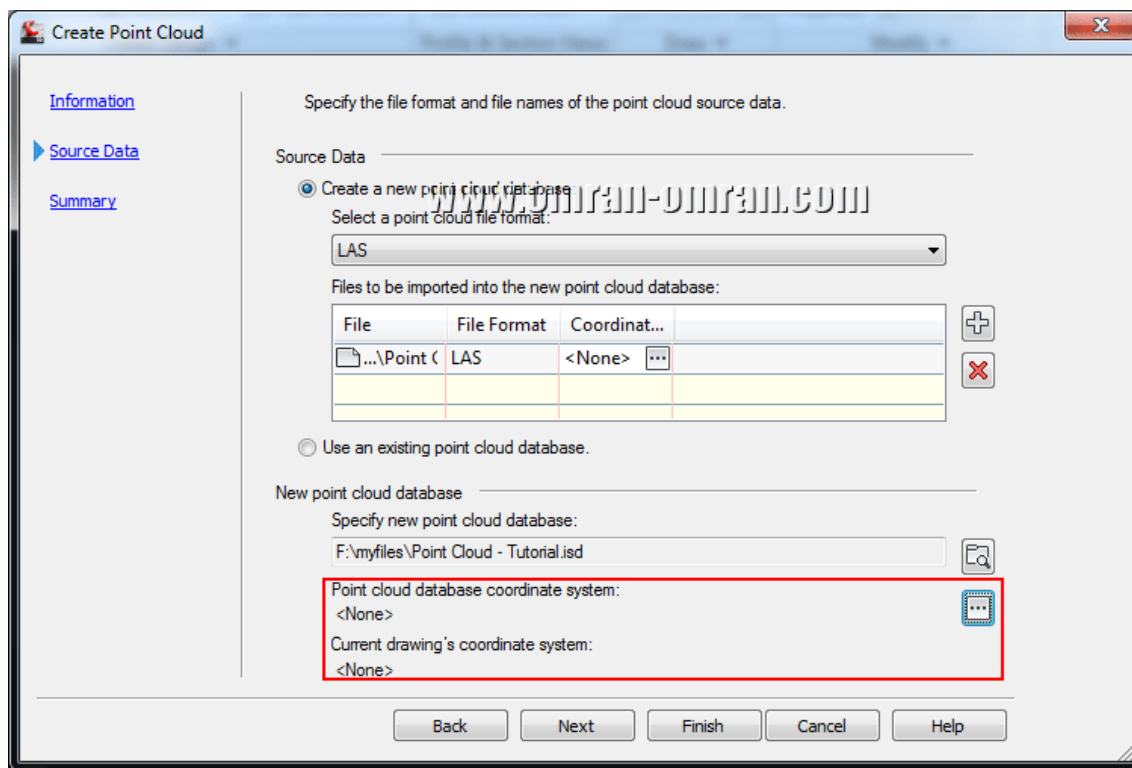 Create Point Cloud
Information
Source Data
Summary
Specify the file format and file names of the point cloud source data.
Source Data
Create a new point cloud database
www.omran-omran.com
Select a point cloud file format:
LAS
Files to be imported into the new point cloud database:
File File Format Coordinat...
...\Point LAS <None> ...
Use an existing point cloud database.
New point cloud database
Specify new point cloud database:
F:\myfiles\Point Cloud - Tutorial.isd
Point cloud database coordinate system:
<None> ...
Current drawing's coordinate system:
<None>
Back Next Finish Cancel Help